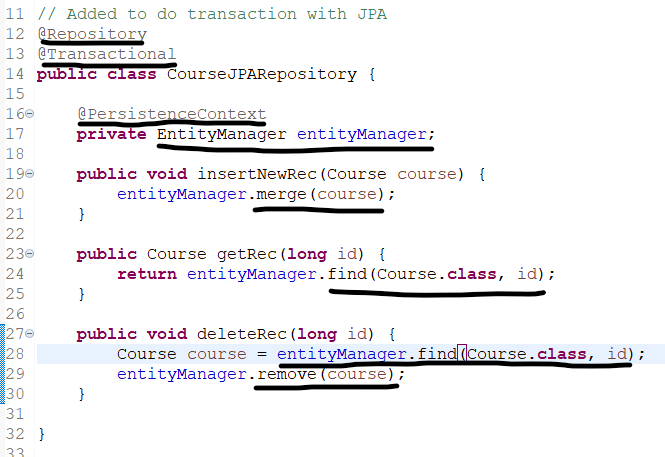 11 // Added to do transaction with JPA
12 @Repository
13 @Transactional
14 public class CourseJPARepository {
15
16 @PersistenceContext
17 private EntityManager entityManager;
18
19 public void insertNewRec(Course course) {
20 entityManager.merge(course);
21 }
22
23 public Course getRec(long id) {
24 return entityManager.find(Course.class, id);
25 }
26
27 public void deleteRec(long id) {
28 Course course = entityManager.find(Course.class, id);
29 entityManager.remove(course);
30 }
31
32 }
33